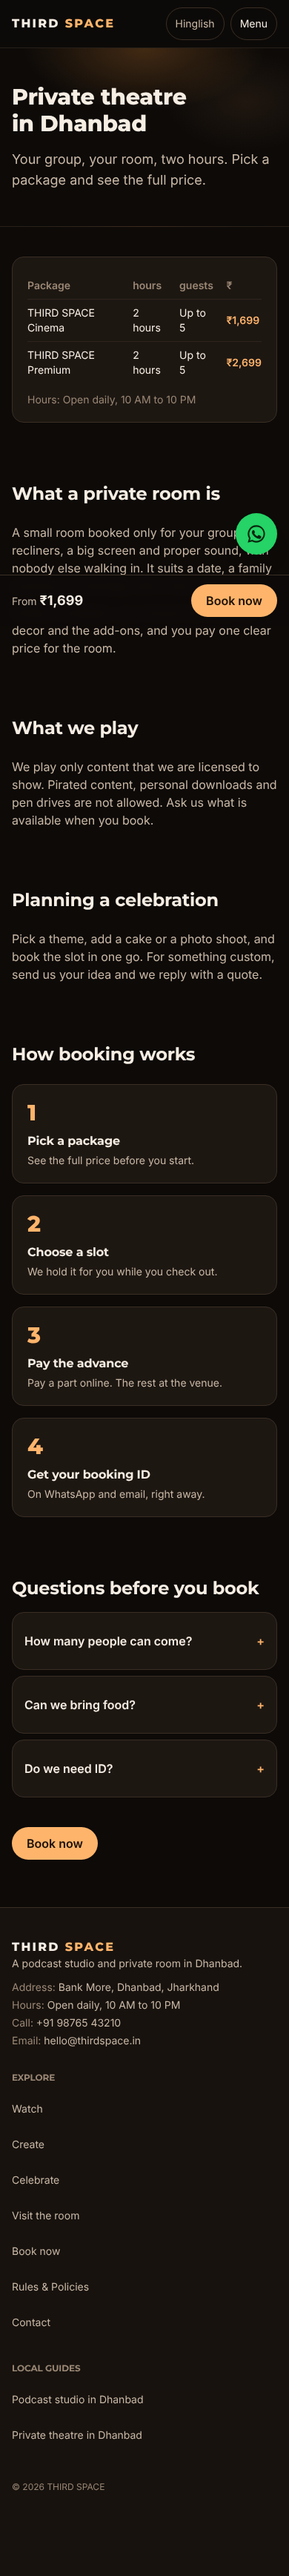 THIRD SPACE
Hinglish
Menu
Private theatre
in Dhanbad
Your group, your room, two hours. Pick a
package and see the full price.
Package hours guests ₹
THIRD SPACE Cinema 2 hours Up to 5 ₹1,699
THIRD SPACE Premium 2 hours Up to 5 ₹2,699
Hours: Open daily, 10 AM to 10 PM
What a private room is
A small room booked only for your group
recliners, a big screen and proper sound,
nobody else walking in. It suits a date, a family
From ₹1,699
Book now
decor and the add-ons, and you pay one clear
price for the room.
What we play
We play only content that we are licensed to
show. Pirated content, personal downloads and
pen drives are not allowed. Ask us what is
available when you book.
Planning a celebration
Pick a theme, add a cake or a photo shoot, and
book the slot in one go. For something custom,
send us your idea and we reply with a quote.
How booking works
1
Pick a package
See the full price before you start.
2
Choose a slot
We hold it for you while you check out.
3
Pay the advance
Pay a part online. The rest at the venue.
4
Get your booking ID
On WhatsApp and email, right away.
Questions before you book
How many people can come? +
Can we bring food? +
Do we need ID? +
Book now
THIRD SPACE
A podcast studio and private room in Dhanbad.
Address: Bank More, Dhanbad, Jharkhand
Hours: Open daily, 10 AM to 10 PM
Call: +91 98765 43210
Email: hello@thirdspace.in
EXPLORE
Watch
Create
Celebrate
Visit the room
Book now
Rules & Policies
Contact
LOCAL GUIDES
Podcast studio in Dhanbad
Private theatre in Dhanbad
© 2026 THIRD SPACE